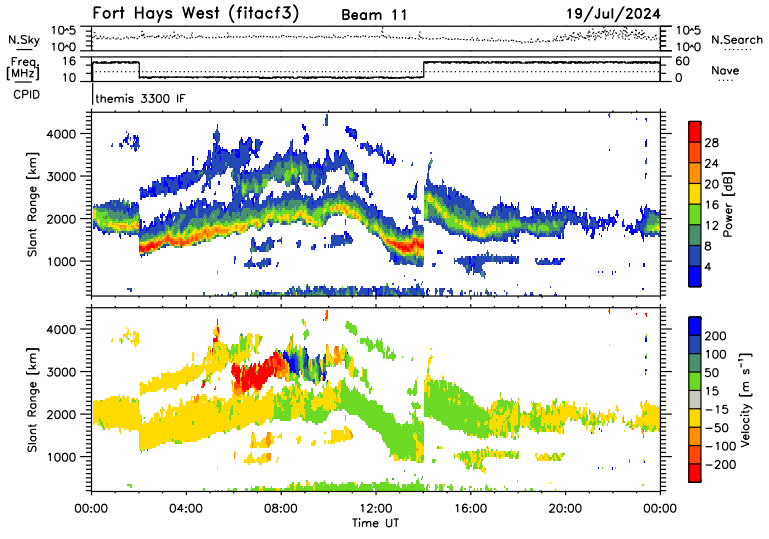 Fort Hays West (fitacf3) Beam 11 19/Jul/2024
N.Sky 10^5 10^0 10^5 10^0 N.Search
Freq. [MHz] 16 10 60 0 Nave
CPID themis 3300 IF
Slant Range [km]
4000
3000
2000
1000
Power [dB]
28
24
20
16
12
8
4
Slant Range [km]
4000
3000
2000
1000
Velocity [m s⁻¹]
200
100
50
15
-15
-50
-100
-200
00:00 04:00 08:00 12:00 16:00 20:00 00:00
Time UT